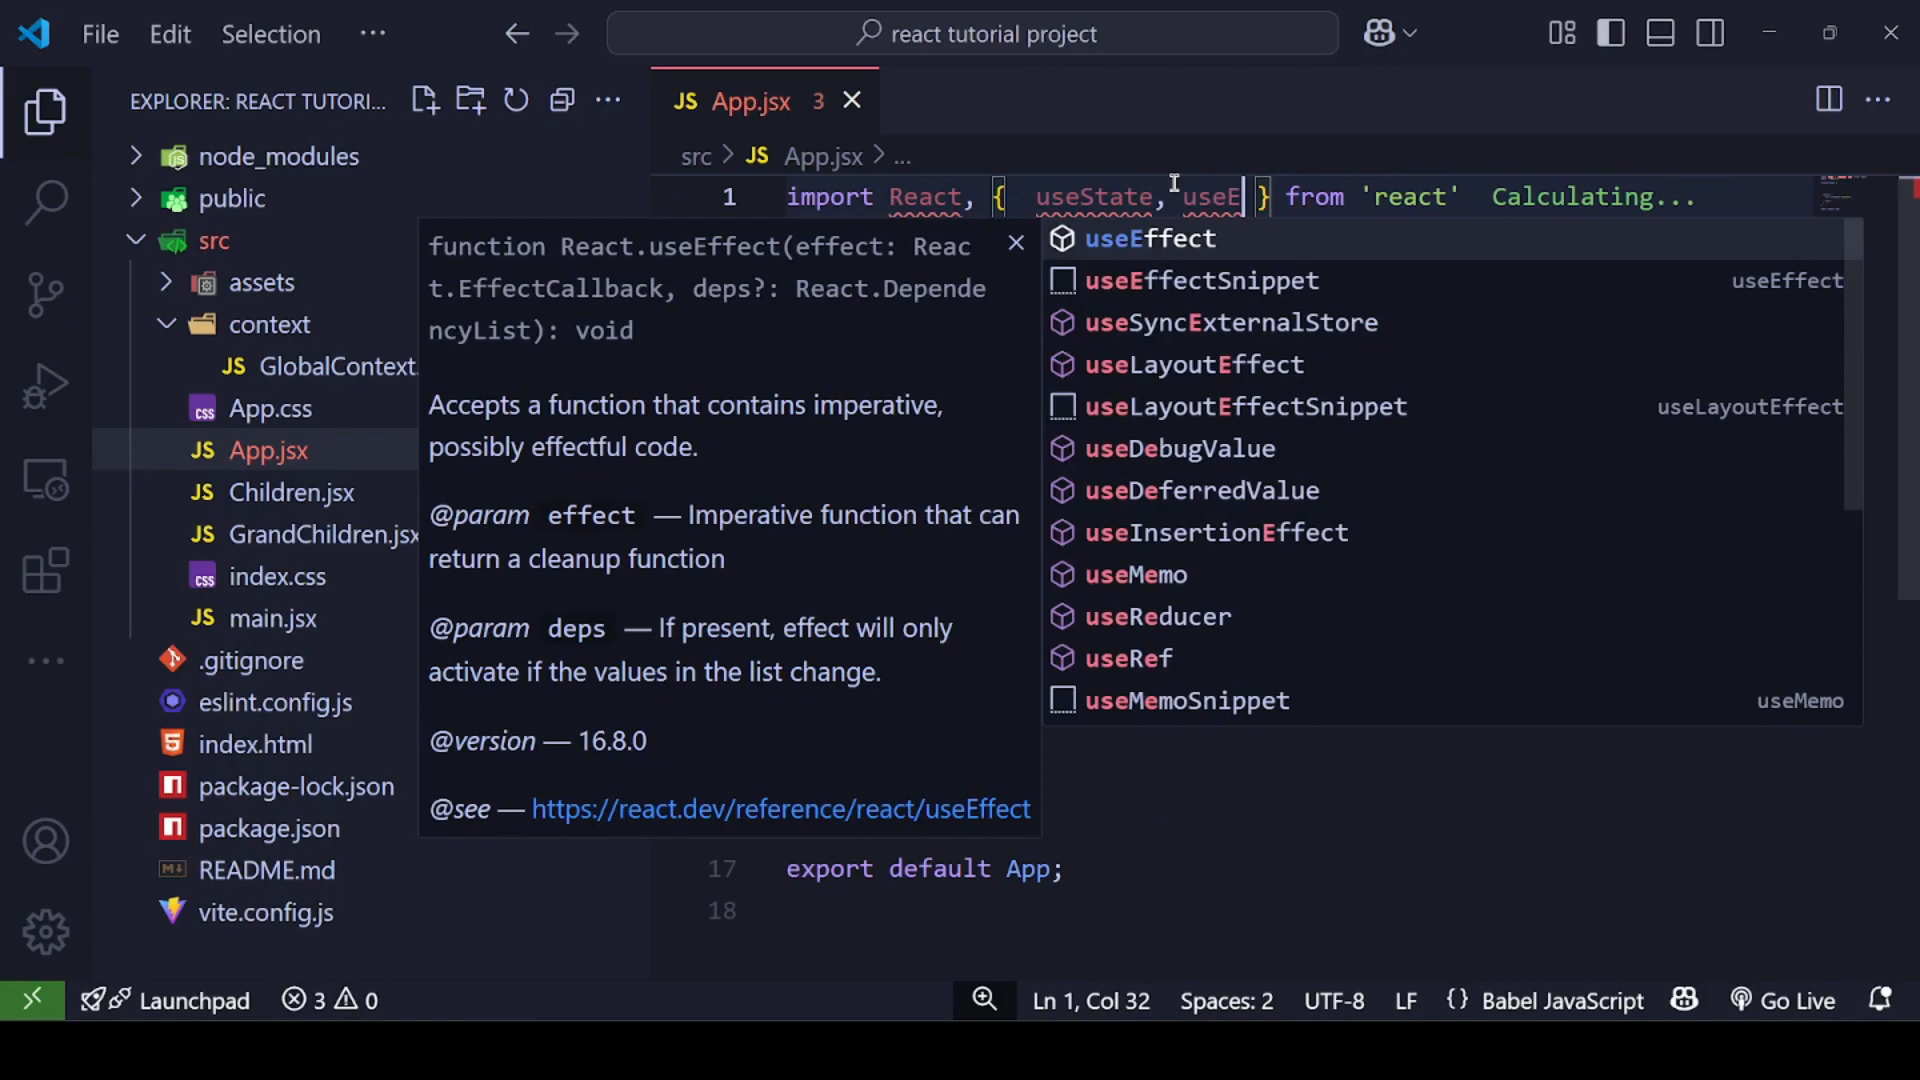 File Edit Selection ...
react tutorial project
EXPLORER: REACT TUTORI...
node_modules
public
src
assets
context
JS GlobalContext.
css App.css
JS App.jsx
JS Children.jsx
JS GrandChildren.jsx
css index.css
JS main.jsx
.gitignore
eslint.config.js
5 index.html
package-lock.json
package.json
README.md
vite.config.js
JS App.jsx 3
src > JS App.jsx > ...
1 import React, {  useState, useE } from 'react' Calculating...
function React.useEffect(effect: Reac
t.EffectCallback, deps?: React.Depende
ncyList): void
Accepts a function that contains imperative,
possibly effectful code.
@param effect — Imperative function that can
return a cleanup function
@param deps — If present, effect will only
activate if the values in the list change.
@version — 16.8.0
@see — https://react.dev/reference/react/useEffect
useEffect
useEffectSnippet useEffect
useSyncExternalStore
useLayoutEffect
useLayoutEffectSnippet useLayoutEffect
useDebugValue
useDeferredValue
useInsertionEffect
useMemo
useReducer
useRef
useMemoSnippet useMemo
17 export default App;
18
Launchpad 3 0 Ln 1, Col 32 Spaces: 2 UTF-8 LF {} Babel JavaScript Go Live